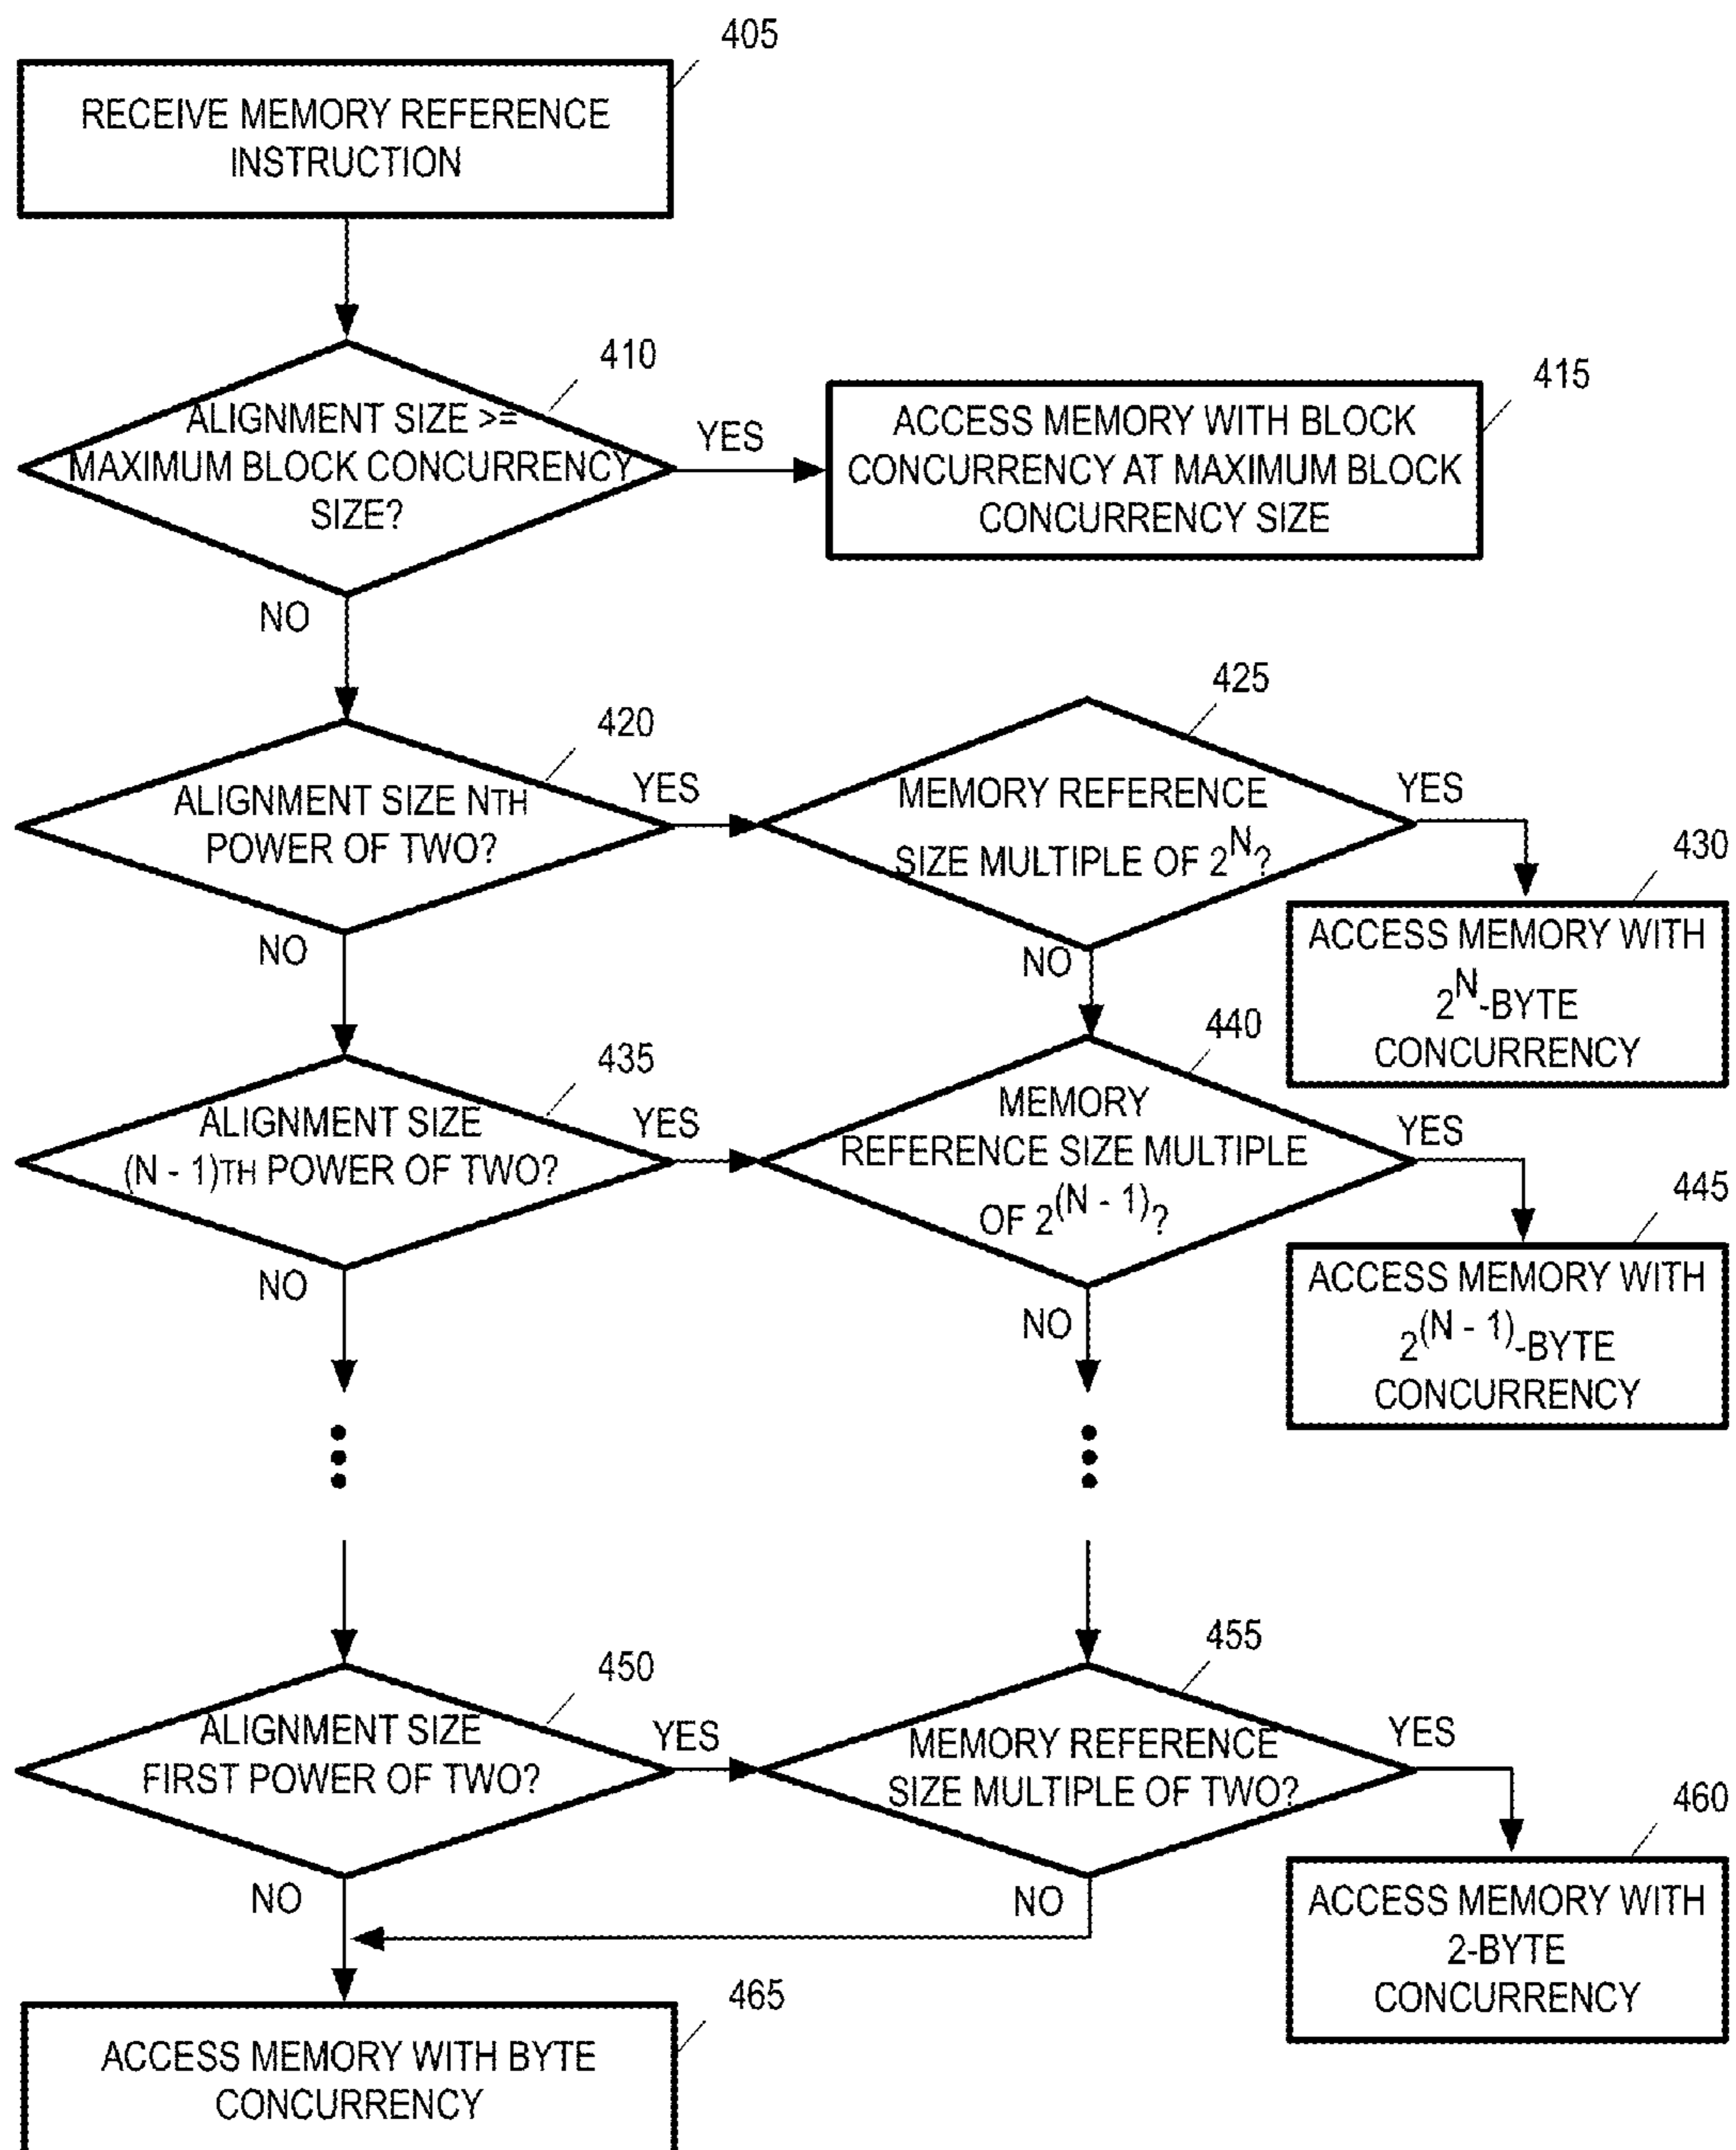 405
RECEIVE MEMORY REFERENCE
INSTRUCTION
410
ALIGNMENT SIZE >=
MAXIMUM BLOCK CONCURRENCY
SIZE?
YES
NO
415
ACCESS MEMORY WITH BLOCK
CONCURRENCY AT MAXIMUM BLOCK
CONCURRENCY SIZE
420
ALIGNMENT SIZE NTH
POWER OF TWO?
YES
NO
425
MEMORY REFERENCE
SIZE MULTIPLE OF 2^N?
YES
NO
430
ACCESS MEMORY WITH
2^N-BYTE
CONCURRENCY
435
ALIGNMENT SIZE
(N - 1)TH POWER OF TWO?
YES
NO
440
MEMORY
REFERENCE SIZE MULTIPLE
OF 2^(N - 1)?
YES
NO
445
ACCESS MEMORY WITH
2^(N - 1)-BYTE
CONCURRENCY
450
ALIGNMENT SIZE
FIRST POWER OF TWO?
YES
NO
455
MEMORY REFERENCE
SIZE MULTIPLE OF TWO?
YES
NO
460
ACCESS MEMORY WITH
2-BYTE
CONCURRENCY
465
ACCESS MEMORY WITH BYTE
CONCURRENCY